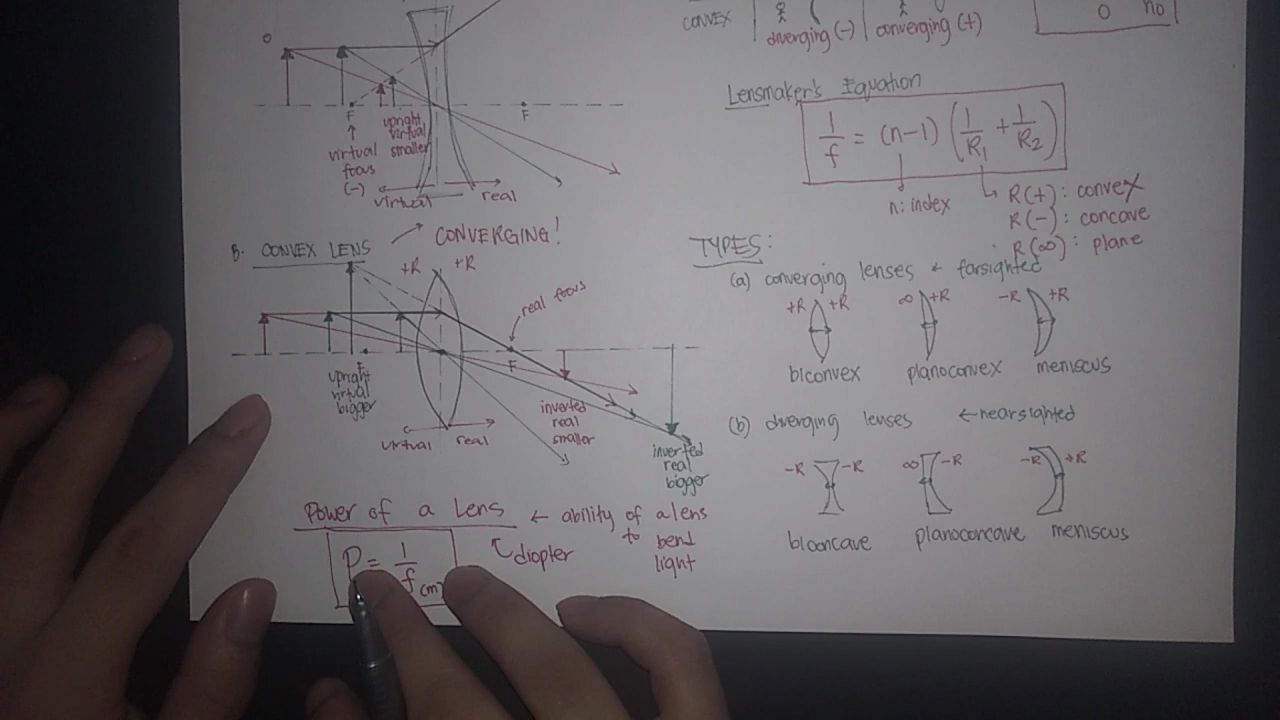 O
F
F
↑
virtual
focus
(-)
upright
virtual
smaller
virtual
real
B. CONVEX LENS
CONVERGING!
+R
+R
real focus
F
F
upright
virtual
bigger
virtual
real
inverted
real
smaller
inverted
real
bigger
Power of a Lens ← ability of a lens
to bend
light
diopter
P = 1/f (m)
CONVEX
diverging (-)
converging (+)
0
no
Lensmaker's Equation
1/f = (n-1) (1/R₁ + 1/R₂)
n: index
R(+): convex
R(-): concave
R(∞): plane
TYPES:
(a) converging lenses ← farsighted
+R +R
∞ +R
-R +R
biconvex planoconvex meniscus
(b) diverging lenses ← nearsighted
-R -R
∞ -R
-R +R
biconcave planoconcave meniscus